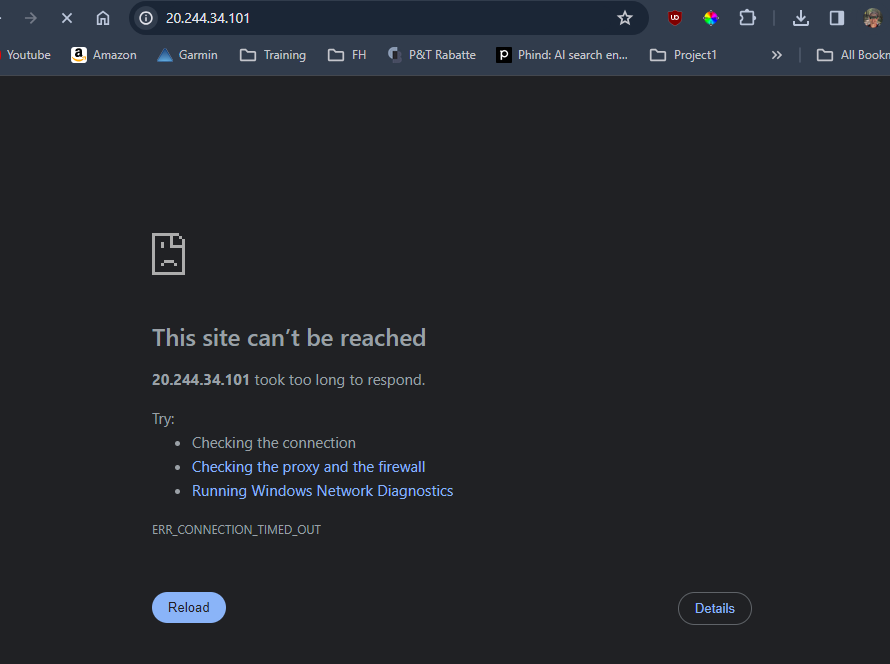 20.244.34.101
Youtube Amazon Garmin Training FH P&T Rabatte Phind: AI search en... Project1 » All Bookm
This site can’t be reached
20.244.34.101 took too long to respond.
Try:
• Checking the connection
• Checking the proxy and the firewall
• Running Windows Network Diagnostics
ERR_CONNECTION_TIMED_OUT
Reload Details